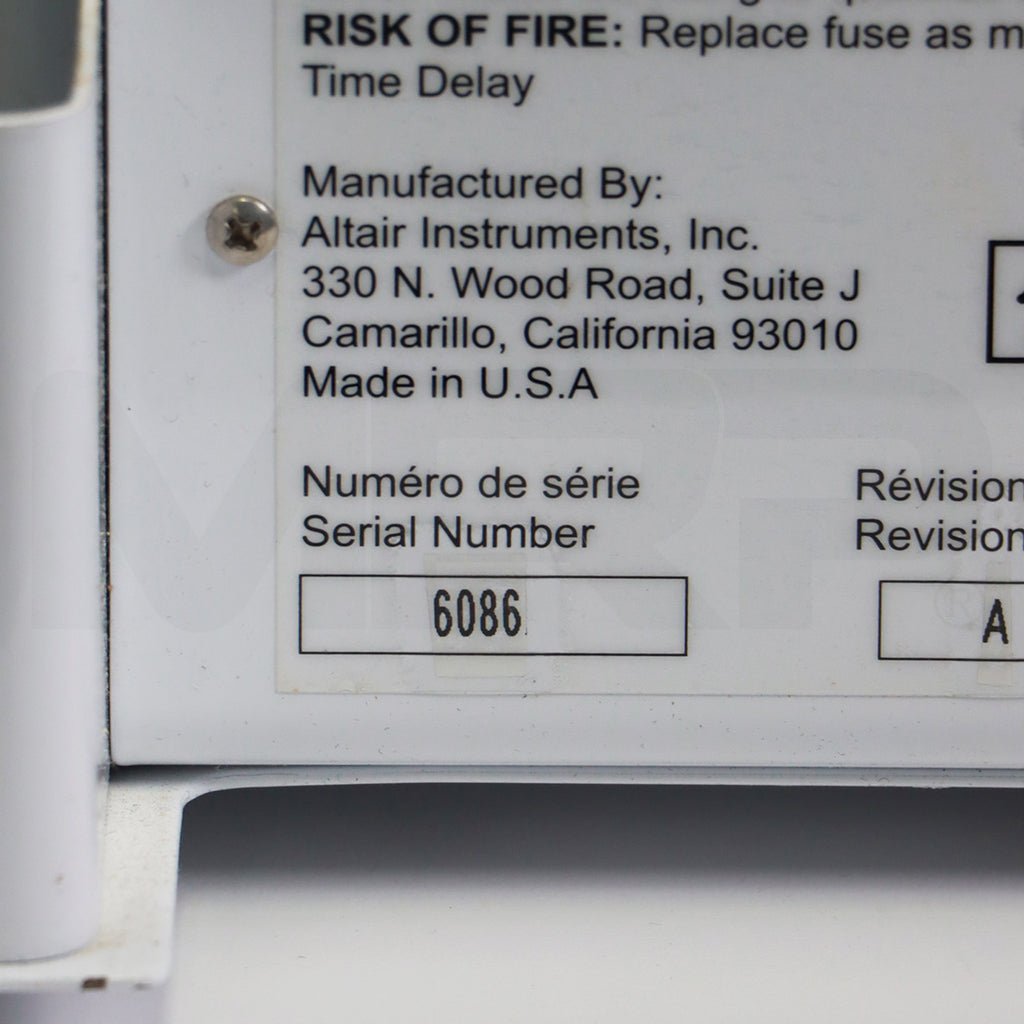 RISK OF FIRE: Replace fuse as m
Time Delay
Manufactured By:
Altair Instruments, Inc.
330 N. Wood Road, Suite J
Camarillo, California 93010
Made in U.S.A
Numéro de série
Serial Number
6086
Révision
Revision
A
MRP
®